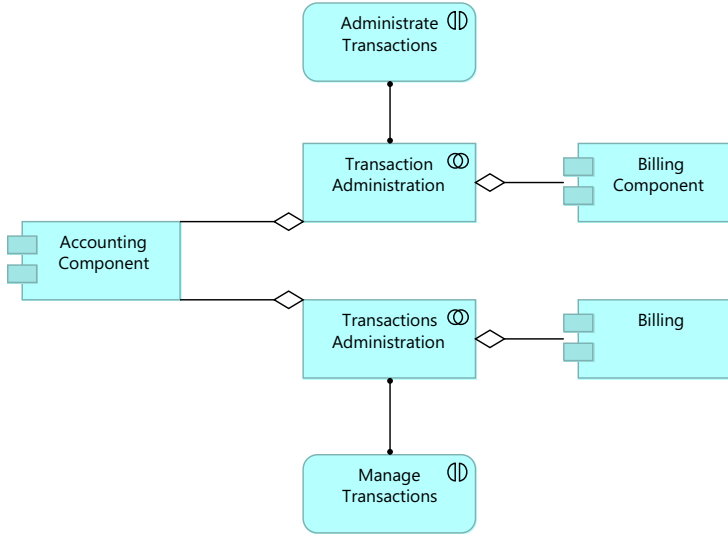 Administrate
Transactions
Transaction
Administration
Billing
Component
Accounting
Component
Transactions
Administration
Billing
Manage
Transactions